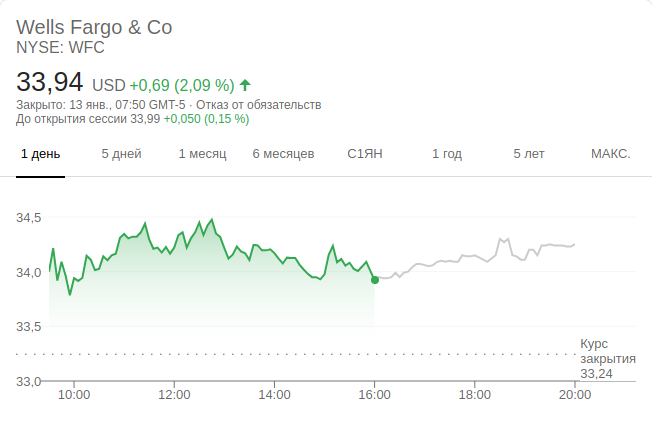 Wells Fargo & Co
NYSE: WFC
33,94 USD +0,69 (2,09 %)
Закрыто: 13 янв., 07:50 GMT-5 · Отказ от обязательств
До открытия сессии 33,99 +0,050 (0,15 %)
1 день 5 дней 1 месяц 6 месяцев С1ЯН 1 год 5 лет МАКС.
34,5
34,0
33,5
Курс
закрытия
33,24
33,0
10:00 12:00 14:00 16:00 18:00 20:00